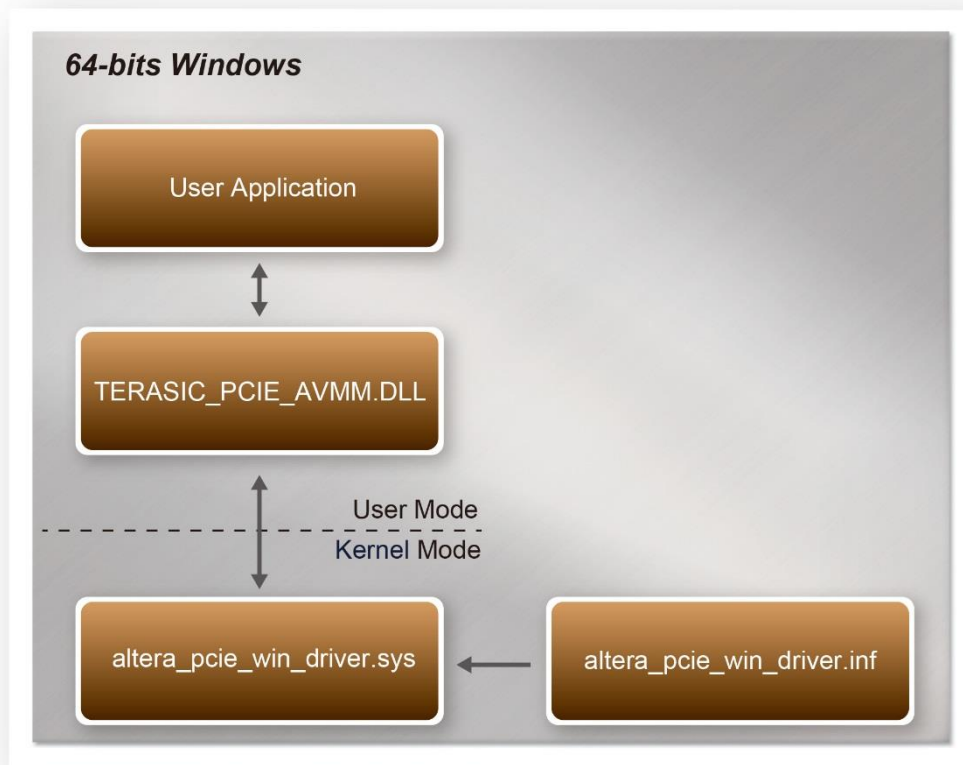 64-bits Windows
User Application
TERASIC_PCIE_AVMM.DLL
User Mode
Kernel Mode
altera_pcie_win_driver.sys
altera_pcie_win_driver.inf